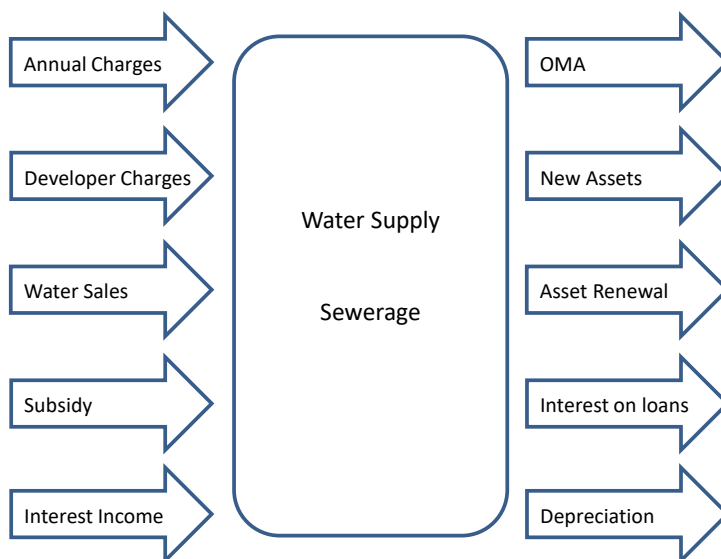 Annual Charges
Developer Charges
Water Sales
Subsidy
Interest Income
Water Supply
Sewerage
OMA
New Assets
Asset Renewal
Interest on loans
Depreciation